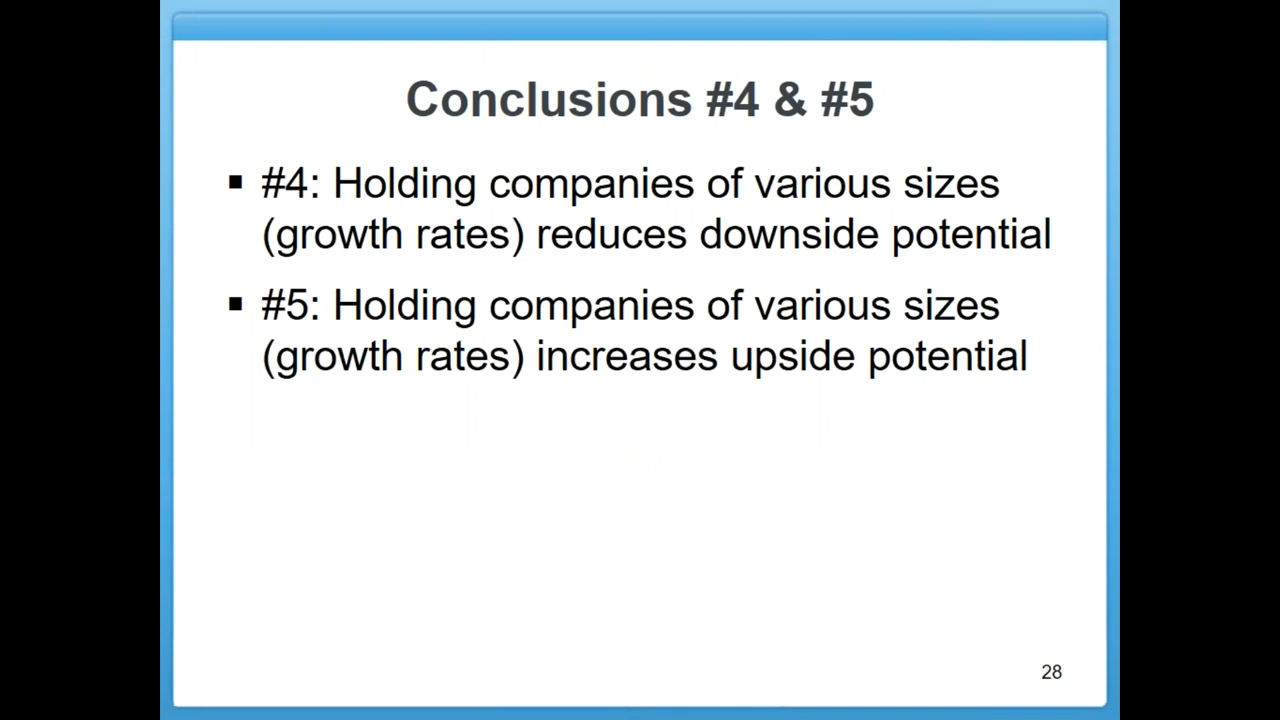 Conclusions #4 & #5
▪ #4: Holding companies of various sizes
(growth rates) reduces downside potential
▪ #5: Holding companies of various sizes
(growth rates) increases upside potential
28